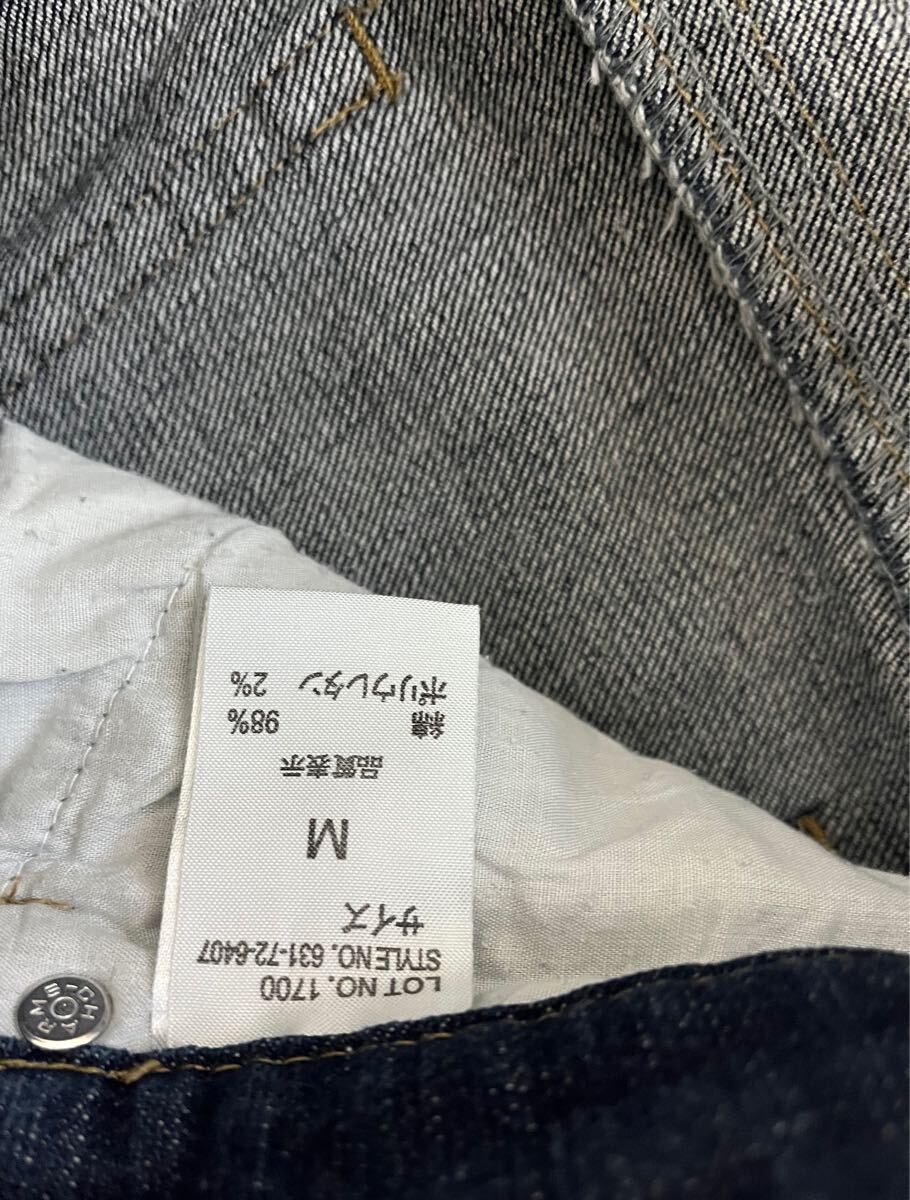 LOT NO. 1700
STYLE NO. 631-72-6407
サイズ
M
品質表示
綿 98%
ポリウレタン 2%